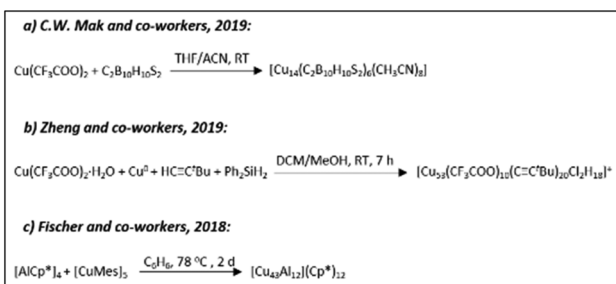 a) C.W. Mak and co-workers, 2019:
THF/ACN, RT
Cu(CF₃COO)₂ + C₂B₁₀H₁₀S₂ → [Cu₁₄(C₂B₁₀H₁₀S₂)₆(CH₃CN)₈]
b) Zheng and co-workers, 2019:
DCM/MeOH, RT, 7 h
Cu(CF₃COO)₂·H₂O + Cu⁰ + HC≡CᵗBu + Ph₂SiH₂ → [Cu₅₃(CF₃COO)₁₀(C≡CᵗBu)₂₀Cl₂H₁₈]⁺
c) Fischer and co-workers, 2018:
C₆H₆, 78 ⁰C, 2 d
[AlCp*]₄ + [CuMes]₅ → [Cu₄₃Al₁₂](Cp*)₁₂